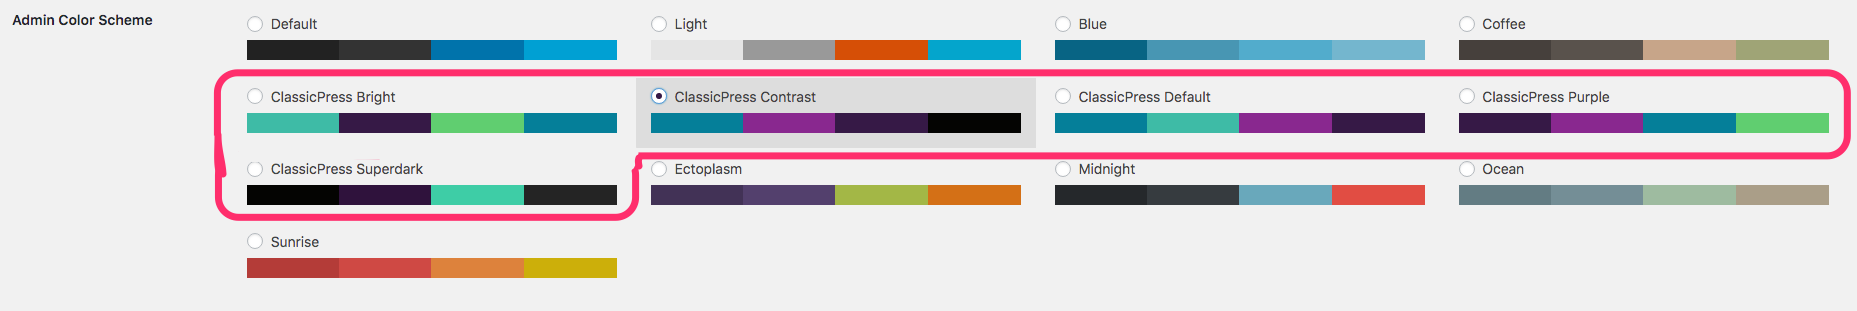 Admin Color Scheme
Default
Light
Blue
Coffee
ClassicPress Bright
ClassicPress Contrast
ClassicPress Default
ClassicPress Purple
ClassicPress Superdark
Ectoplasm
Midnight
Ocean
Sunrise